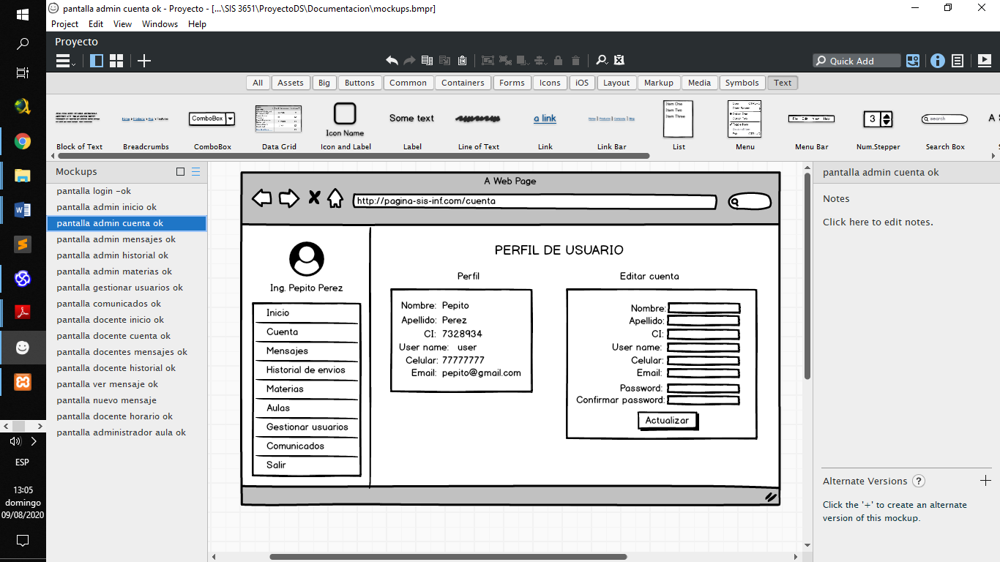 pantalla admin cuenta ok - Proyecto - [...\SIS 3651\ProyectoDS\Documentacion\mockups.bmpr]
Project Edit View Windows Help
Proyecto
Quick Add
All Assets Big Buttons Common Containers Forms Icons iOS Layout Markup Media Symbols Text
ComboBox
Icon Name
Some text
a link
Item One
Item Two
Item Three
3
search
Block of Text Breadcrumbs ComboBox Data Grid Icon and Label Label Line of Text Link Link Bar List Menu Menu Bar Num.Stepper Search Box
Mockups
pantalla login -ok
pantalla admin inicio ok
pantalla admin cuenta ok
pantalla admin mensajes ok
pantalla admin historial ok
pantalla admin materias ok
pantalla gestionar usuarios ok
pantalla comunicados ok
pantalla docente inicio ok
pantalla docente cuenta ok
pantalla docentes mensajes ok
pantalla docente historial ok
pantalla ver mensaje ok
pantalla nuevo mensaje
pantalla docente horario ok
pantalla administrador aula ok
A Web Page
http://pagina-sis-inf.com/cuenta
Ing. Pepito Perez
Inicio
Cuenta
Mensajes
Historial de envios
Materias
Aulas
Gestionar usuarios
Comunicados
Salir
PERFIL DE USUARIO
Perfil
Nombre: Pepito
Apellido: Perez
CI: 7328934
User name: user
Celular: 77777777
Email: pepito@gmail.com
Editar cuenta
Nombre:
Apellido:
CI:
User name:
Celular:
Email:
Password:
Confirmar password:
Actualizar
pantalla admin cuenta ok
Notes
Click here to edit notes.
Alternate Versions ?
Click the '+' to create an alternate
version of this mockup.
ESP
13:05
domingo
09/08/2020